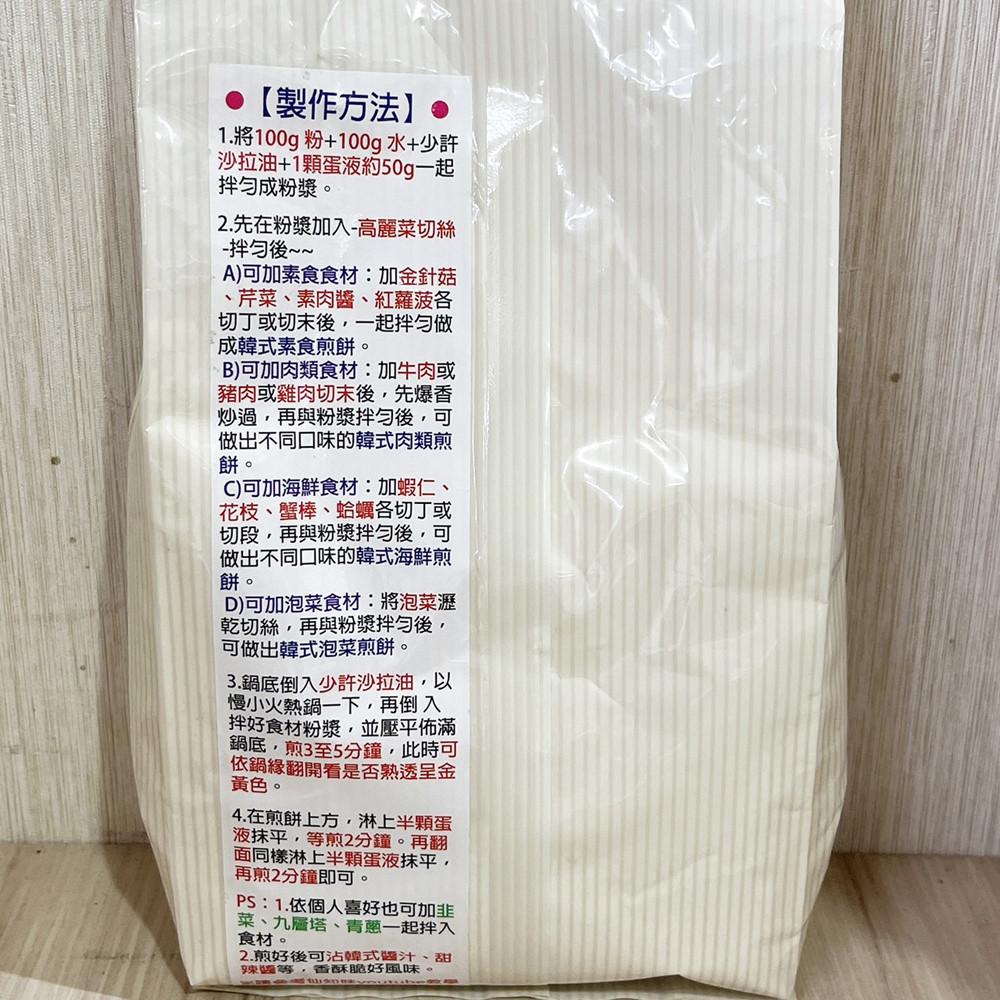 ●【製作方法】●
1.將100g 粉+100g 水+少許
沙拉油+1顆蛋液約50g一起
拌勻成粉漿。
2.先在粉漿加入-高麗菜切絲
-拌勻後~~
A)可加素食食材：加金針菇
、芹菜、素肉醬、紅蘿菠各
切丁或切末後，一起拌勻做
成韓式素食煎餅。
B)可加肉類食材：加牛肉或
豬肉或雞肉切末後，先爆香
炒過，再與粉漿拌勻後，可
做出不同口味的韓式肉類煎
餅。
C)可加海鮮食材：加蝦仁、
花枝、蟹棒、蛤蠣各切丁或
切段，再與粉漿拌勻後，可
做出不同口味的韓式海鮮煎
餅。
D)可加泡菜食材：將泡菜瀝
乾切絲，再與粉漿拌勻後，
可做出韓式泡菜煎餅。
3.鍋底倒入少許沙拉油，以
慢小火熱鍋一下，再倒 入
拌好食材粉漿，並壓平佈滿
鍋底，煎3至5分鐘，此時可
依鍋緣翻開看是否熟透呈金
黃色。
4.在煎餅上方，淋上半顆蛋
液抹平，等煎2分鐘。再翻
面同樣淋上半顆蛋液抹平，
再煎2分鐘即可。
PS：1.依個人喜好也可加韭
菜、九層塔、青蔥一起拌入
食材。
2.煎好後可沾韓式醬汁、甜
辣醬等，香酥脆好風味。